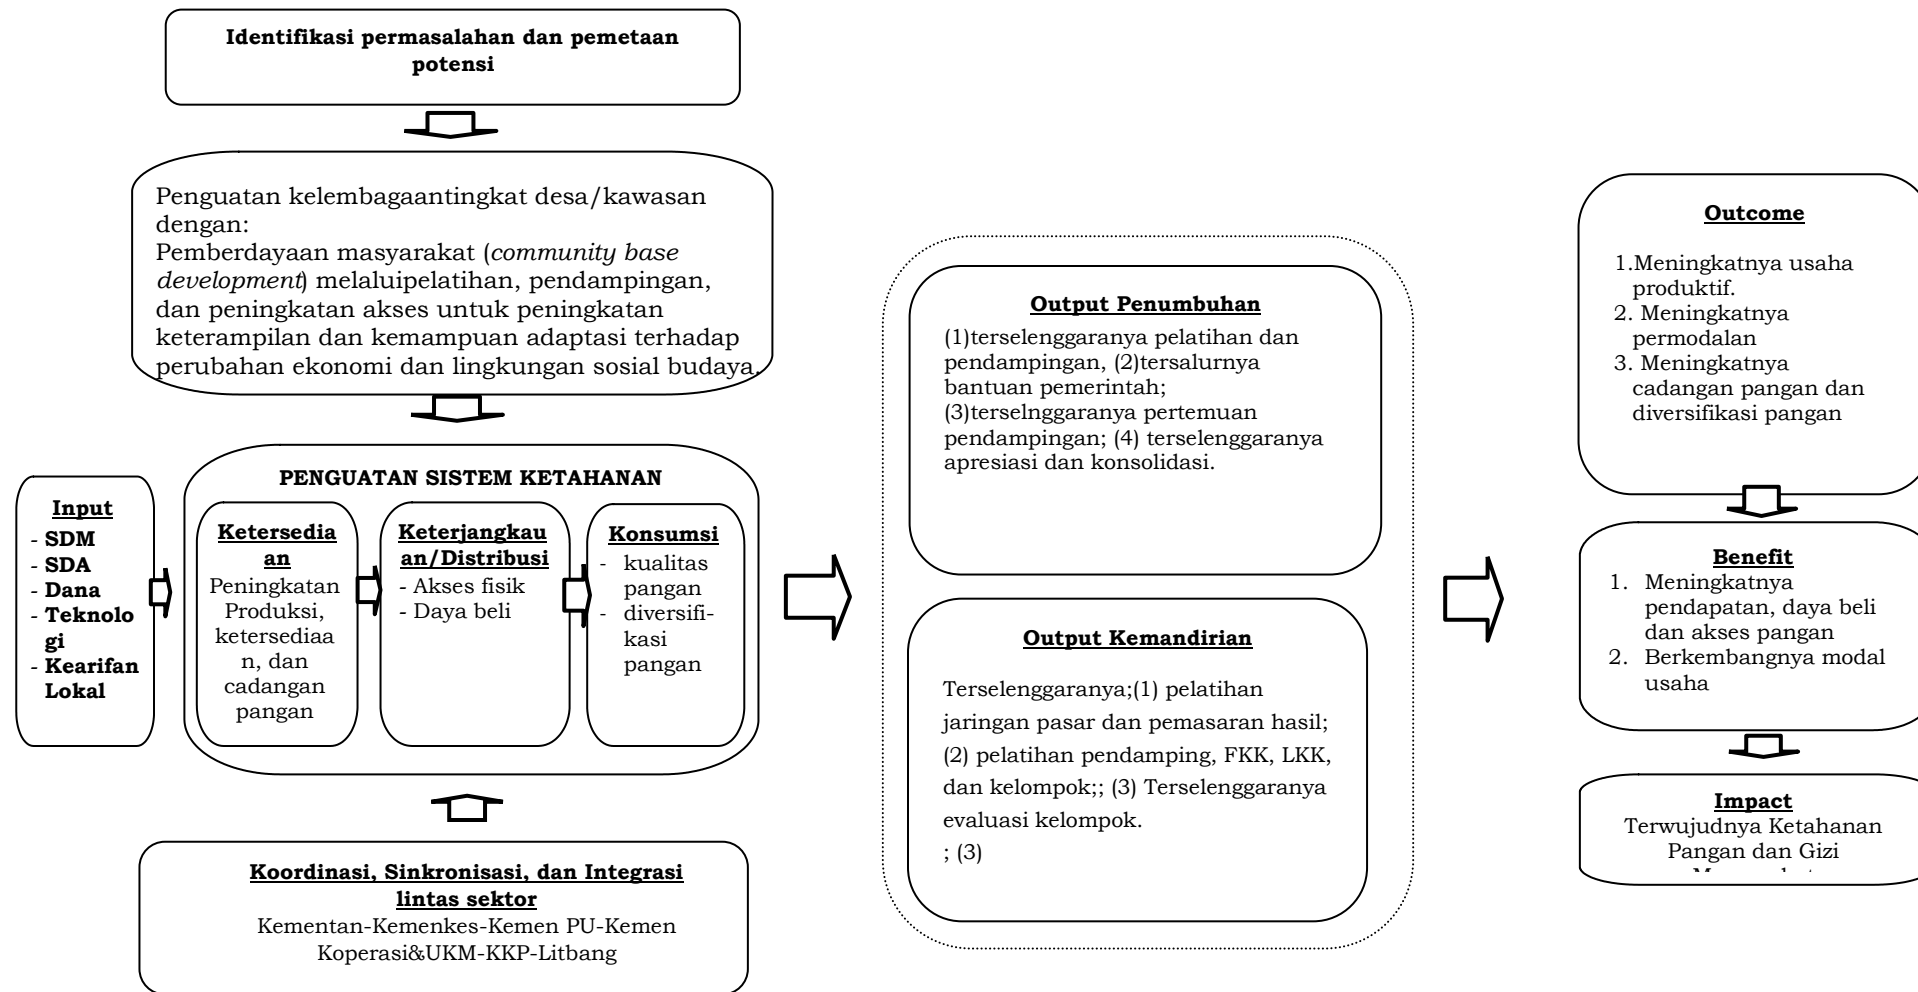 Identifikasi permasalahan dan pemetaan
potensi
Penguatan kelembagaantingkat desa/kawasan
dengan:
Pemberdayaan masyarakat (community base
development) melaluipelatihan, pendampingan,
dan peningkatan akses untuk peningkatan
keterampilan dan kemampuan adaptasi terhadap
perubahan ekonomi dan lingkungan sosial budaya.
PENGUATAN SISTEM KETAHANAN
Input
- SDM
- SDA
- Dana
- Teknolo
gi
- Kearifan
Lokal
Ketersedia
an
Peningkatan
Produksi,
ketersediaa
n, dan
cadangan
pangan
Keterjangkau
an/Distribusi
- Akses fisik
- Daya beli
Konsumsi
- kualitas
pangan
- diversifi-
kasi
pangan
Koordinasi, Sinkronisasi, dan Integrasi
lintas sektor
Kementan-Kemenkes-Kemen PU-Kemen
Koperasi&UKM-KKP-Litbang
Output Penumbuhan
(1)terselenggaranya pelatihan dan
pendampingan, (2)tersalurnya
bantuan pemerintah;
(3)terselnggaranya pertemuan
pendampingan; (4) terselenggaranya
apresiasi dan konsolidasi.
Output Kemandirian
Terselenggaranya;(1) pelatihan
jaringan pasar dan pemasaran hasil;
(2) pelatihan pendamping, FKK, LKK,
dan kelompok;; (3) Terselenggaranya
evaluasi kelompok.
; (3)
Outcome
1.Meningkatnya usaha
produktif.
2. Meningkatnya
permodalan
3. Meningkatnya
cadangan pangan dan
diversifikasi pangan
Benefit
1. Meningkatnya
pendapatan, daya beli
dan akses pangan
2. Berkembangnya modal
usaha
Impact
Terwujudnya Ketahanan
Pangan dan Gizi